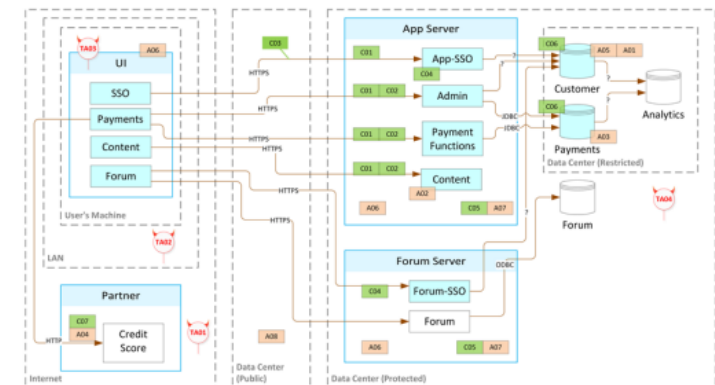 TA03
A06
UI
SSO
Payments
Content
Forum
User's Machine
TA02
LAN
Partner
C07
A04
Credit
Score
TA01
Internet
HTTPS
HTTPS
HTTPS
HTTPS
HTTPS
HTTPS
C03
A08
Data Center
(Public)
App Server
C01
App-SSO
C04
C01
C02
Admin
C01
C02
Payment
Functions
C01
C02
Content
A02
A06
C05
A07
Forum Server
C04
Forum-SSO
Forum
A06
C05
A07
Data Center (Protected)
?
?
JDBC
JDBC
?
ODBC
C06
A05
A01
Customer
?
?
Analytics
C06
A03
Payments
Data Center (Restricted)
Forum
TA04